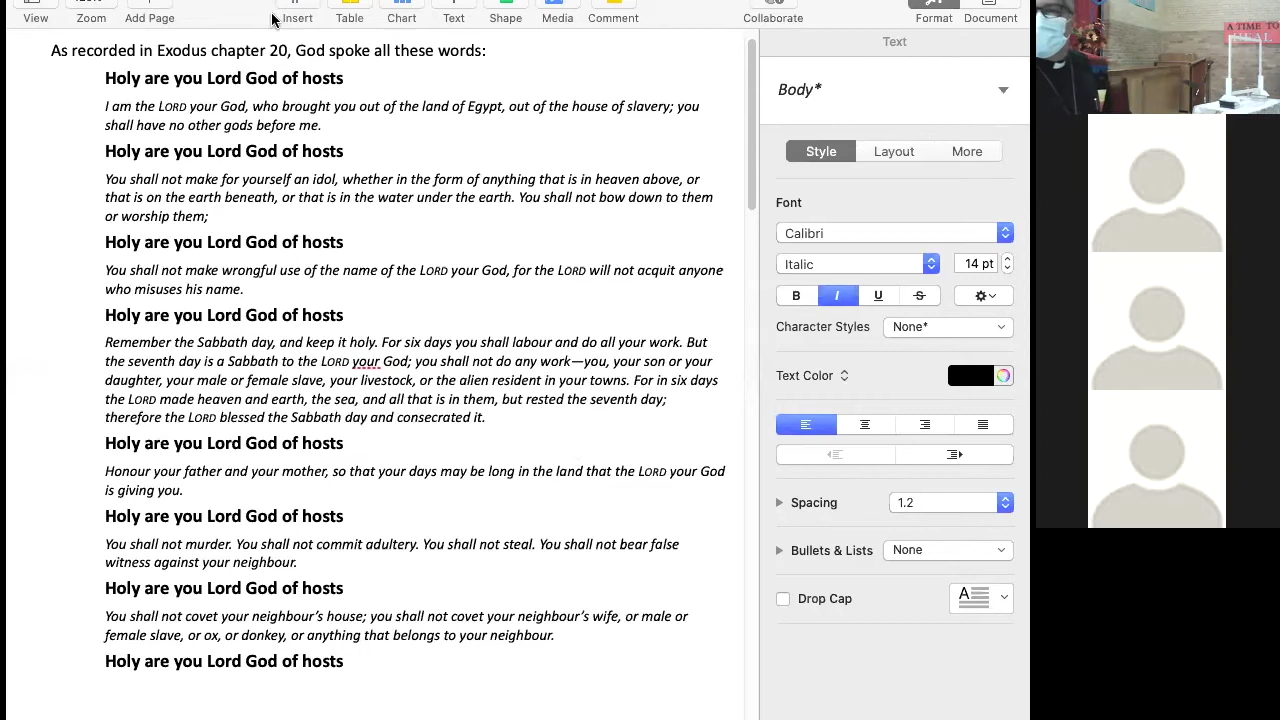 View
Zoom
Add Page
Insert
Table
Chart
Text
Shape
Media
Comment
Collaborate
Format
Document
As recorded in Exodus chapter 20, God spoke all these words:
Holy are you Lord God of hosts
I am the LORD your God, who brought you out of the land of Egypt, out of the house of slavery; you
shall have no other gods before me.
Holy are you Lord God of hosts
You shall not make for yourself an idol, whether in the form of anything that is in heaven above, or
that is on the earth beneath, or that is in the water under the earth. You shall not bow down to them
or worship them;
Holy are you Lord God of hosts
You shall not make wrongful use of the name of the LORD your God, for the LORD will not acquit anyone
who misuses his name.
Holy are you Lord God of hosts
Remember the Sabbath day, and keep it holy. For six days you shall labour and do all your work. But
the seventh day is a Sabbath to the LORD your God; you shall not do any work—you, your son or your
daughter, your male or female slave, your livestock, or the alien resident in your towns. For in six days
the LORD made heaven and earth, the sea, and all that is in them, but rested the seventh day;
therefore the LORD blessed the Sabbath day and consecrated it.
Holy are you Lord God of hosts
Honour your father and your mother, so that your days may be long in the land that the LORD your God
is giving you.
Holy are you Lord God of hosts
You shall not murder. You shall not commit adultery. You shall not steal. You shall not bear false
witness against your neighbour.
Holy are you Lord God of hosts
You shall not covet your neighbour's house; you shall not covet your neighbour's wife, or male or
female slave, or ox, or donkey, or anything that belongs to your neighbour.
Holy are you Lord God of hosts
Text
Body*
Style
Layout
More
Font
Calibri
Italic
14 pt
B
I
U
S
Character Styles
None*
Text Color
Spacing
1.2
Bullets & Lists
None
Drop Cap
A
A TIME TO
HEAL